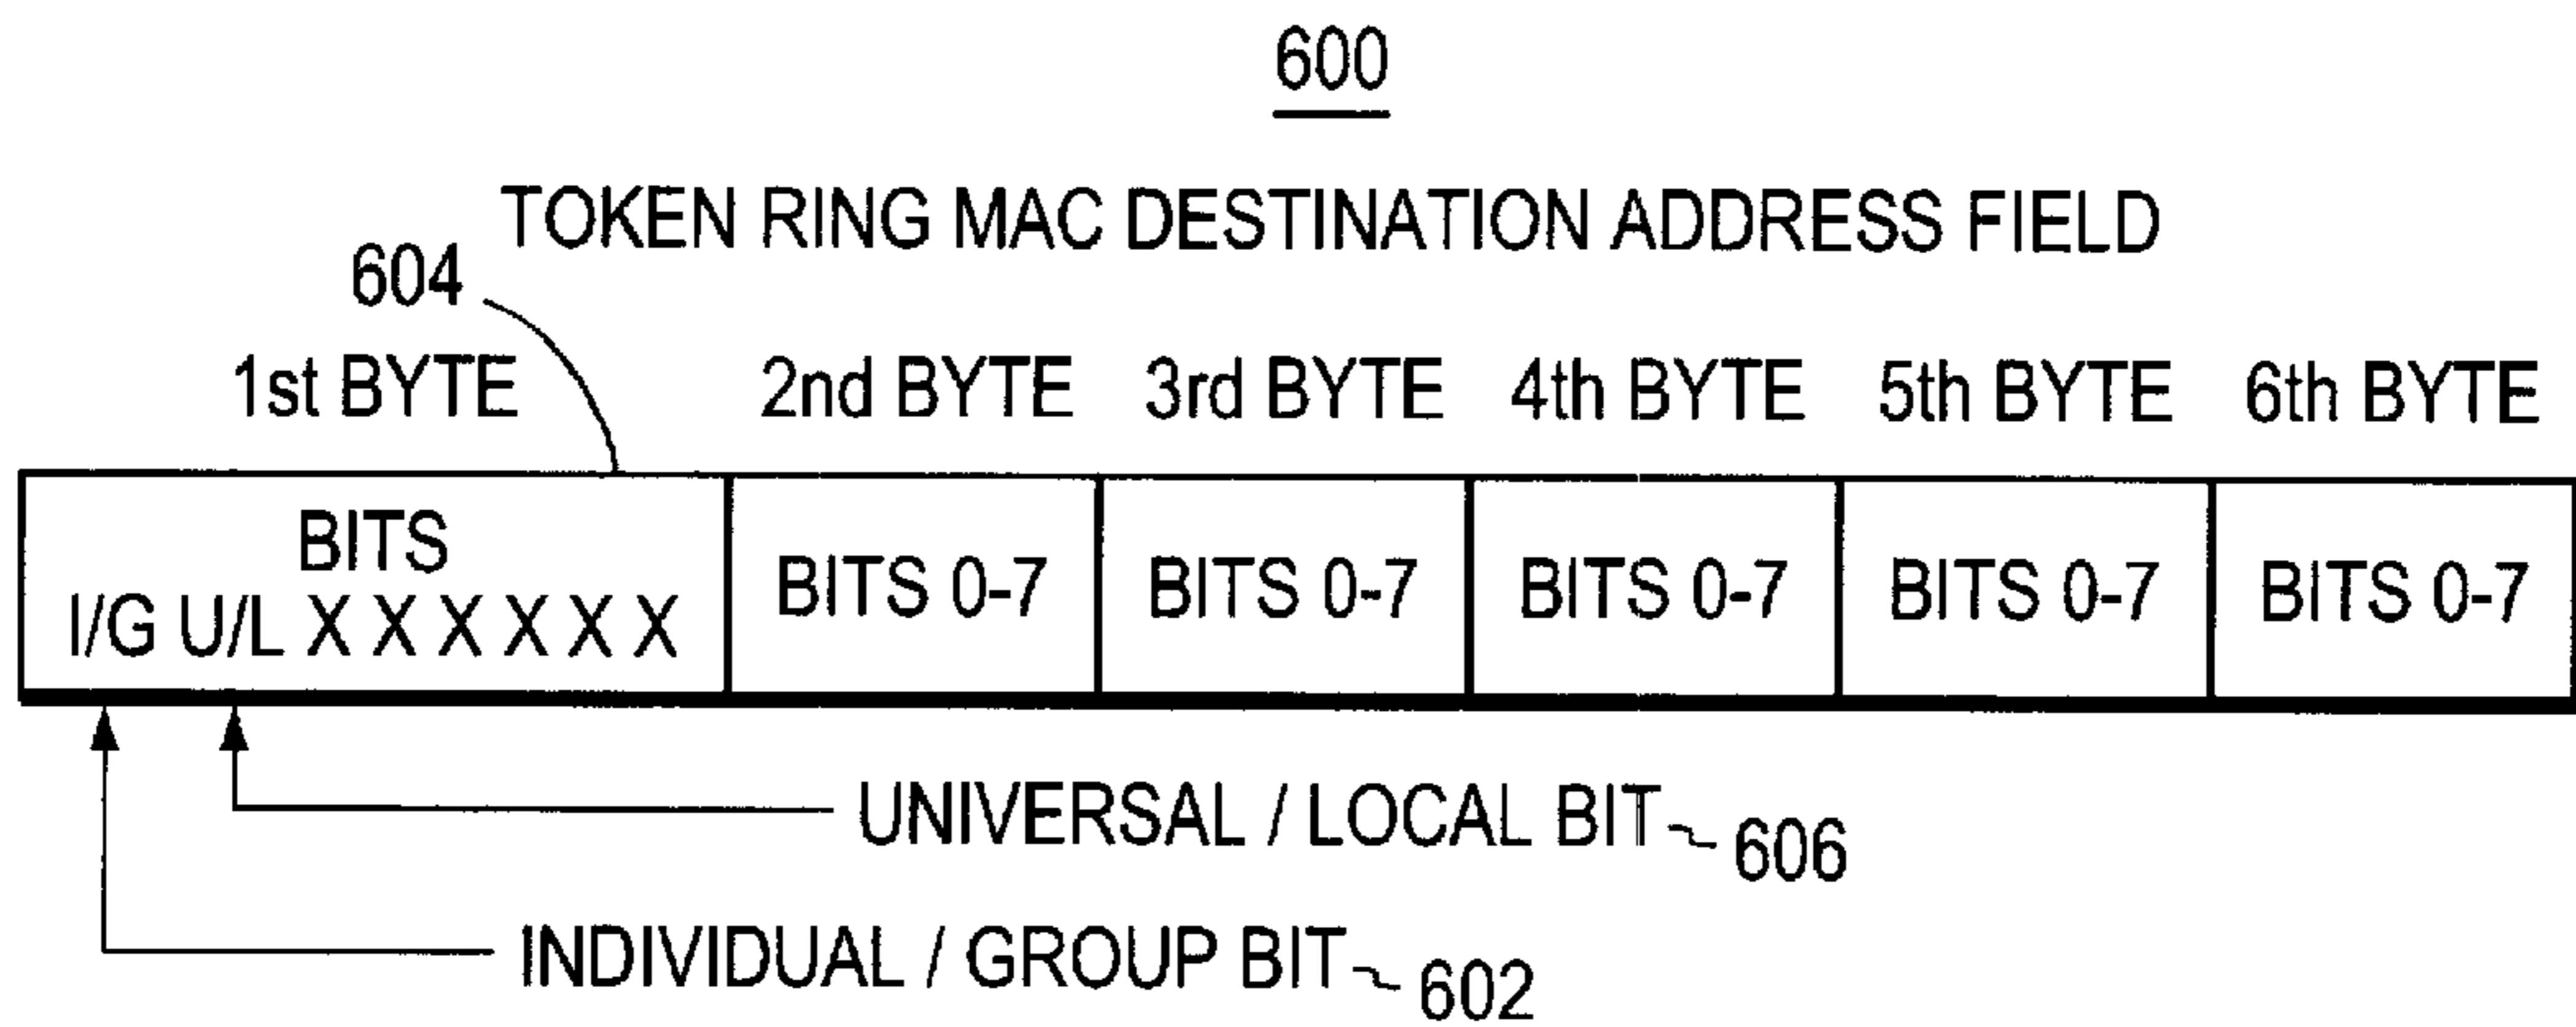 600
TOKEN RING MAC DESTINATION ADDRESS FIELD
604
1st BYTE 2nd BYTE 3rd BYTE 4th BYTE 5th BYTE 6th BYTE
BITS
I/G U/L X X X X X X
BITS 0-7 BITS 0-7 BITS 0-7 BITS 0-7 BITS 0-7
UNIVERSAL / LOCAL BIT 606
INDIVIDUAL / GROUP BIT 602